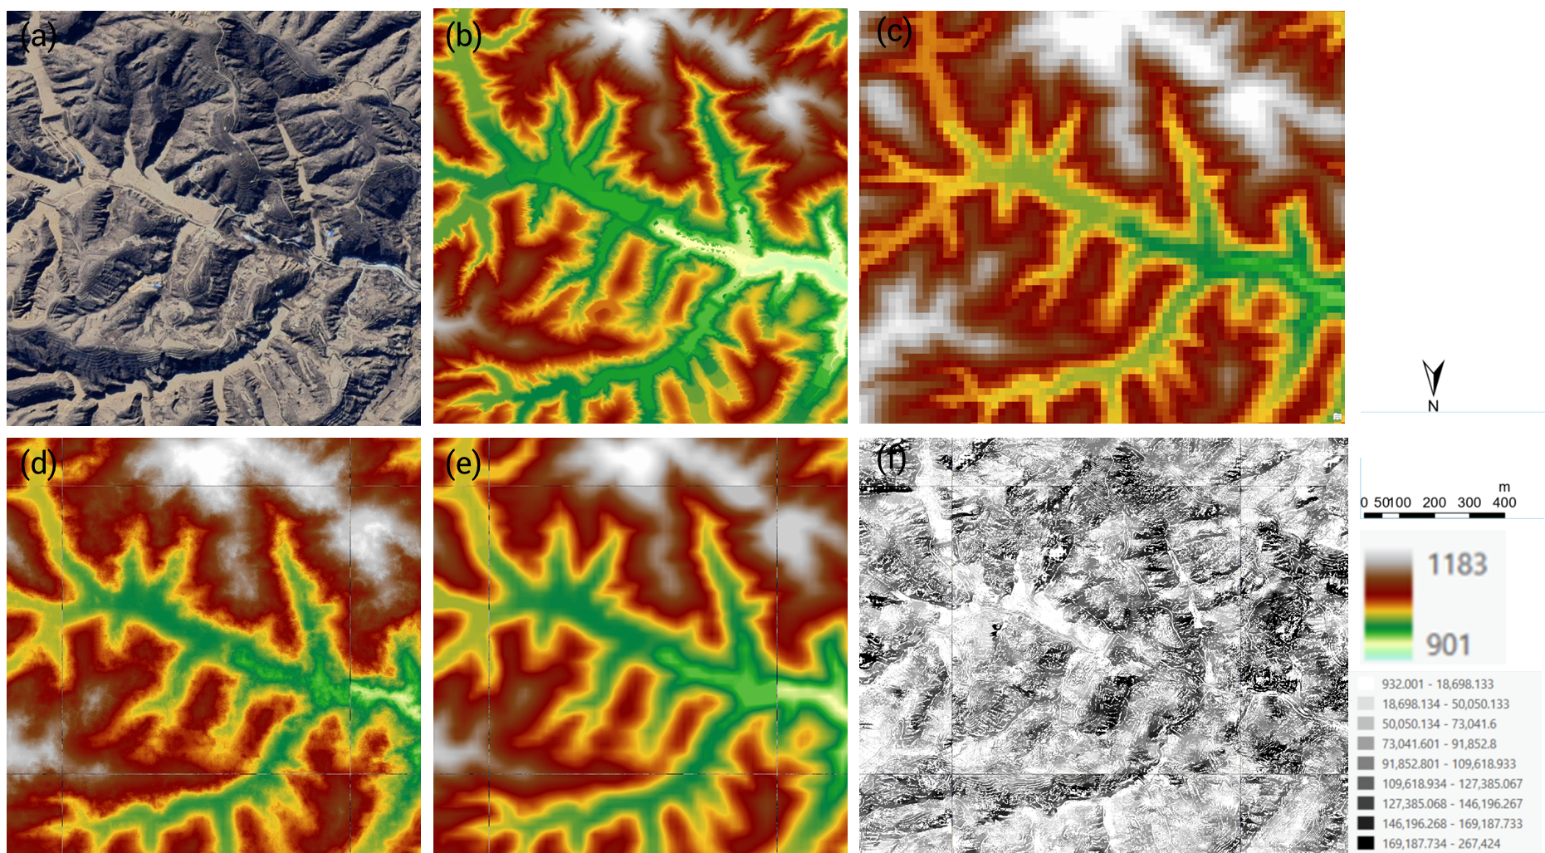 (a)
(b)
(c)
N
(d)
(e)
(f)
m
0 50100 200 300 400
1183
901
932.001 - 18,698.133
18,698.134 - 50,050.133
50,050.134 - 73,041.6
73,041.601 - 91,852.8
91,852.801 - 109,618.933
109,618.934 - 127,385.067
127,385.068 - 146,196.267
146,196.268 - 169,187.733
169,187.734 - 267,424